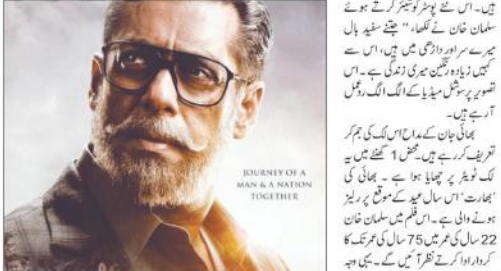 JOURNEY OF A
MAN & A NATION
TOGETHER
ہیں۔ اس نئے پوسٹر کو شیئر کرتے ہوئے
سلمان خان نے لکھا، ’’جتنے سفید بال
میرے سر اور داڑھی میں ہیں، اس سے
کہیں زیادہ رنگین میری زندگی ہے۔ اس
تصویر پر سوشل میڈیا کے الگ الگ ردعمل
آرہے ہیں۔
بھائی جان کے مداح اس لک کی جم کر
تعریف کررہے ہیں۔ محض 1 گھنٹے میں یہ
لک ٹویٹر پر چھایا ہوا ہے۔ بھائی کی
’بھارت‘ اس سال عید کے موقع پر ریلیز
ہونے والی ہے۔ اس فلم میں سلمان خان
22 سال کی عمر میں 75 سال کی عمر تک کا
کردار ادا کرتے نظر آئیں گے۔ یہی وجہ